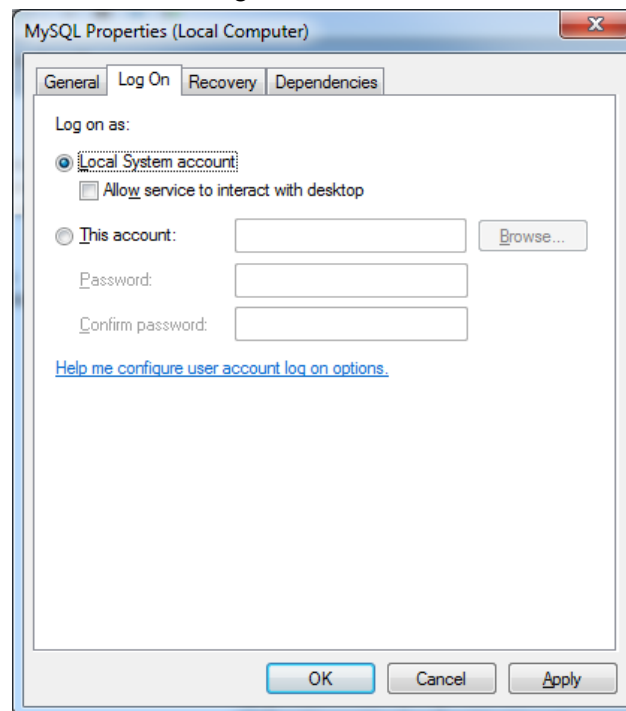 MySQL Properties (Local Computer)
General Log On Recovery Dependencies
Log on as:
Local System account
Allow service to interact with desktop
This account:
Browse...
Password:
Confirm password:
Help me configure user account log on options.
OK Cancel Apply